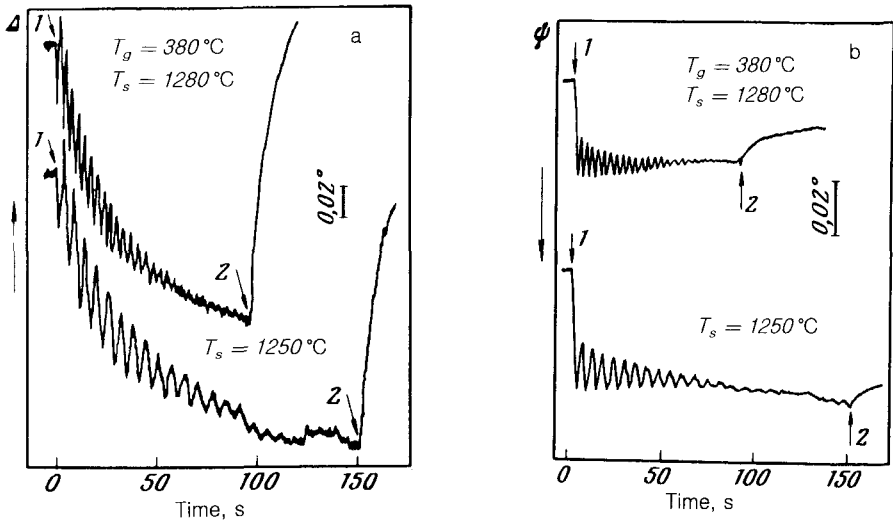 Δ
1
a
T_g = 380 °C
T_s = 1280 °C
1
0,02°
2
T_s = 1250 °C
2
0 50 100 150
Time, s
ψ
1
b
T_g = 380 °C
T_s = 1280 °C
2
0,02°
1
T_s = 1250 °C
2
0 50 100 150
Time, s